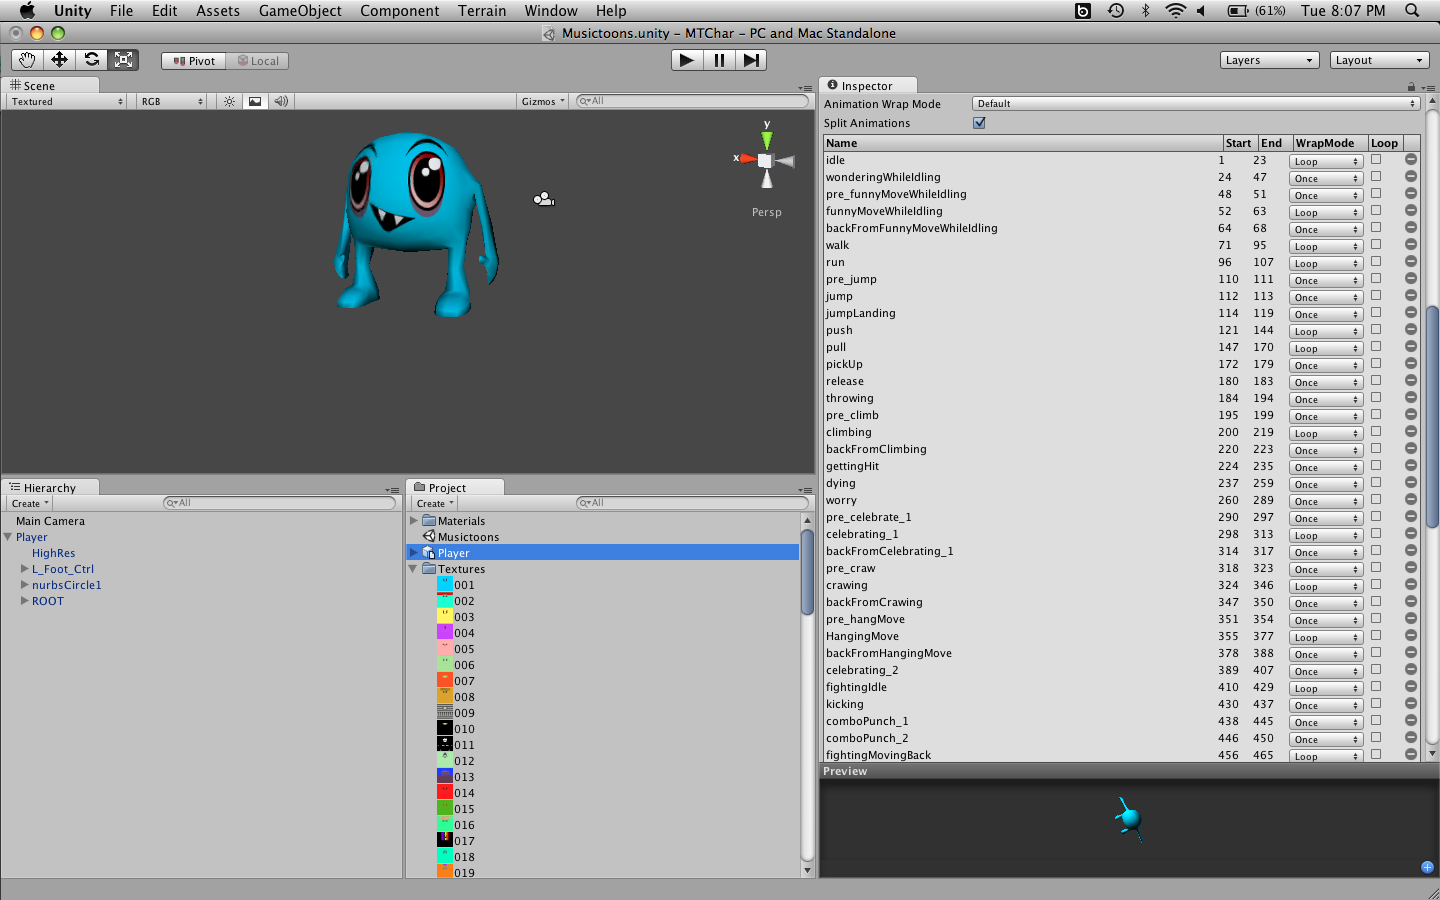 Unity File Edit Assets GameObject Component Terrain Window Help (61%) Tue 8:07 PM
Musictoons.unity – MTChar – PC and Mac Standalone
Pivot Local Layers Layout
Scene
Textured RGB Gizmos All
y
x
Persp
Hierarchy
Create All
Main Camera
Player
HighRes
L_Foot_Ctrl
nurbsCircle1
ROOT
Project
Create All
Materials
Musictoons
Player
Textures
001
002
003
004
005
006
007
008
009
010
011
012
013
014
015
016
017
018
019
Inspector
Animation Wrap Mode Default
Split Animations
Name Start End WrapMode Loop
idle 1 23 Loop
wonderingWhileIdling 24 47 Once
pre_funnyMoveWhileIdling 48 51 Once
funnyMoveWhileIdling 52 63 Loop
backFromFunnyMoveWhileIdling 64 68 Once
walk 71 95 Loop
run 96 107 Loop
pre_jump 110 111 Once
jump 112 113 Once
jumpLanding 114 119 Once
push 121 144 Loop
pull 147 170 Loop
pickUp 172 179 Once
release 180 183 Once
throwing 184 194 Once
pre_climb 195 199 Once
climbing 200 219 Loop
backFromClimbing 220 223 Once
gettingHit 224 235 Once
dying 237 259 Once
worry 260 289 Once
pre_celebrate_1 290 297 Once
celebrating_1 298 313 Loop
backFromCelebrating_1 314 317 Once
pre_craw 318 323 Once
crawing 324 346 Loop
backFromCrawing 347 350 Once
pre_hangMove 351 354 Once
HangingMove 355 377 Loop
backFromHangingMove 378 388 Once
celebrating_2 389 407 Once
fightingIdle 410 429 Loop
kicking 430 437 Once
comboPunch_1 438 445 Once
comboPunch_2 446 450 Once
fightingMovingBack 456 465 Loop
Preview